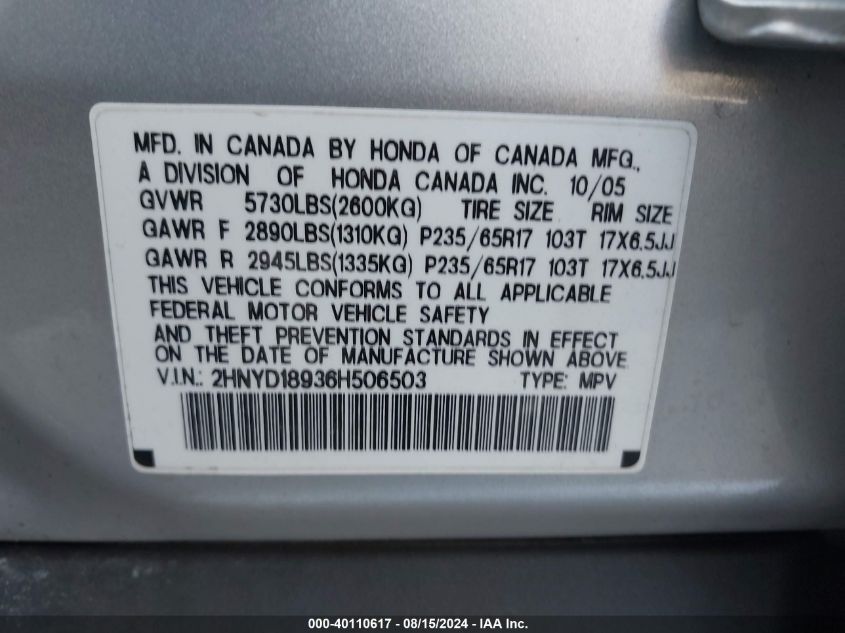 MFD. IN CANADA BY HONDA OF CANADA MFG.,
A DIVISION OF HONDA CANADA INC. 10/05
GVWR 5730LBS(2600KG) TIRE SIZE RIM SIZE
GAWR F 2890LBS(1310KG) P235/65R17 103T 17X6.5JJ
GAWR R 2945LBS(1335KG) P235/65R17 103T 17X6.5JJ
THIS VEHICLE CONFORMS TO ALL APPLICABLE
FEDERAL MOTOR VEHICLE SAFETY
AND THEFT PREVENTION STANDARDS IN EFFECT
ON THE DATE OF MANUFACTURE SHOWN ABOVE.
V.I.N.: 2HNYD18936H506503 TYPE: MPV
000-40110617 - 08/15/2024 - IAA Inc.